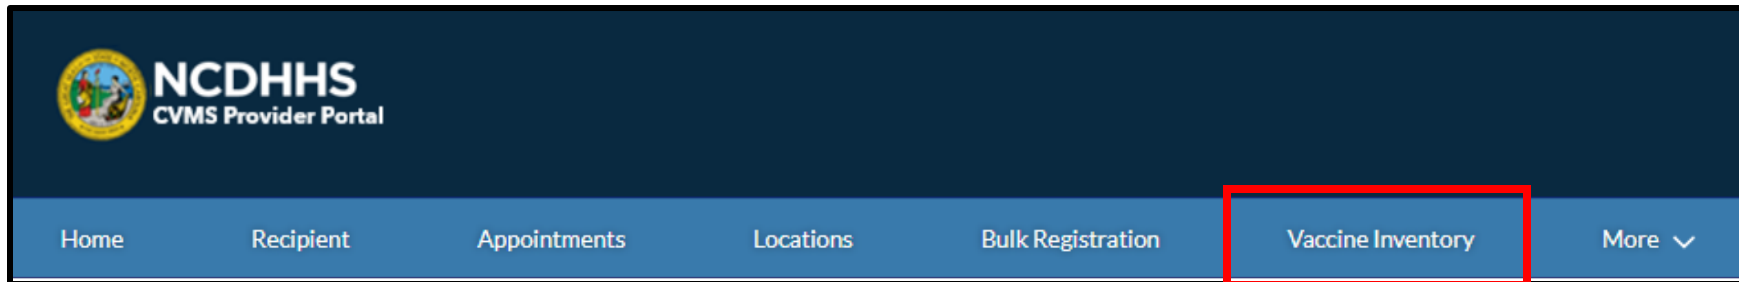 NCDHHS
CVMS Provider Portal
Home Recipient Appointments Locations Bulk Registration Vaccine Inventory More